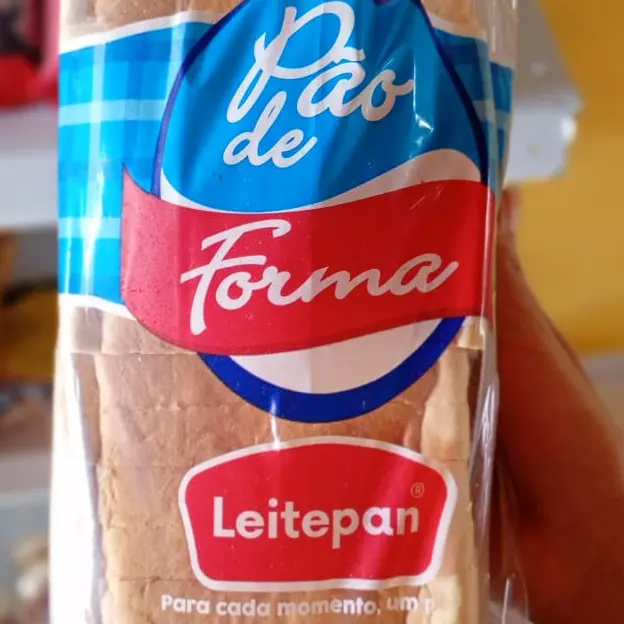 Pão
de
Forma
Leitepan®
Para cada momento, um